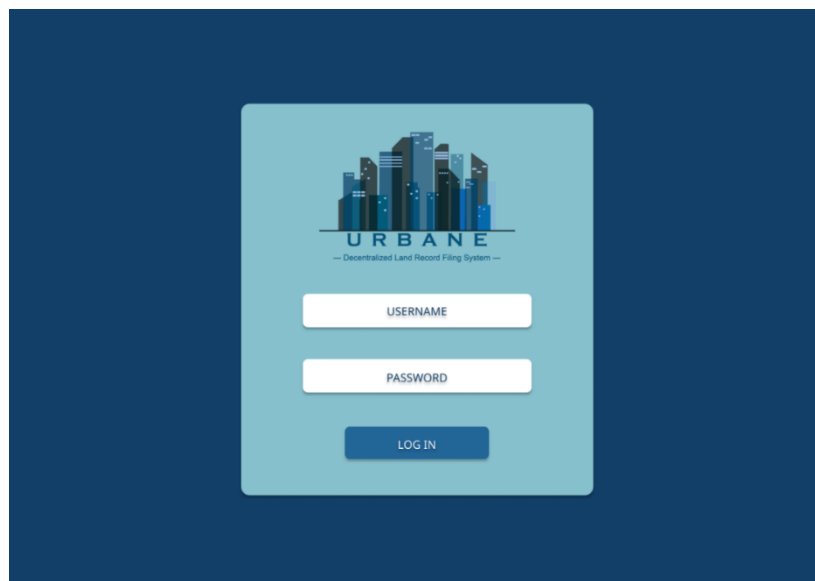 URBANE
— Decentralized Land Record Filing System —
USERNAME
PASSWORD
LOG IN